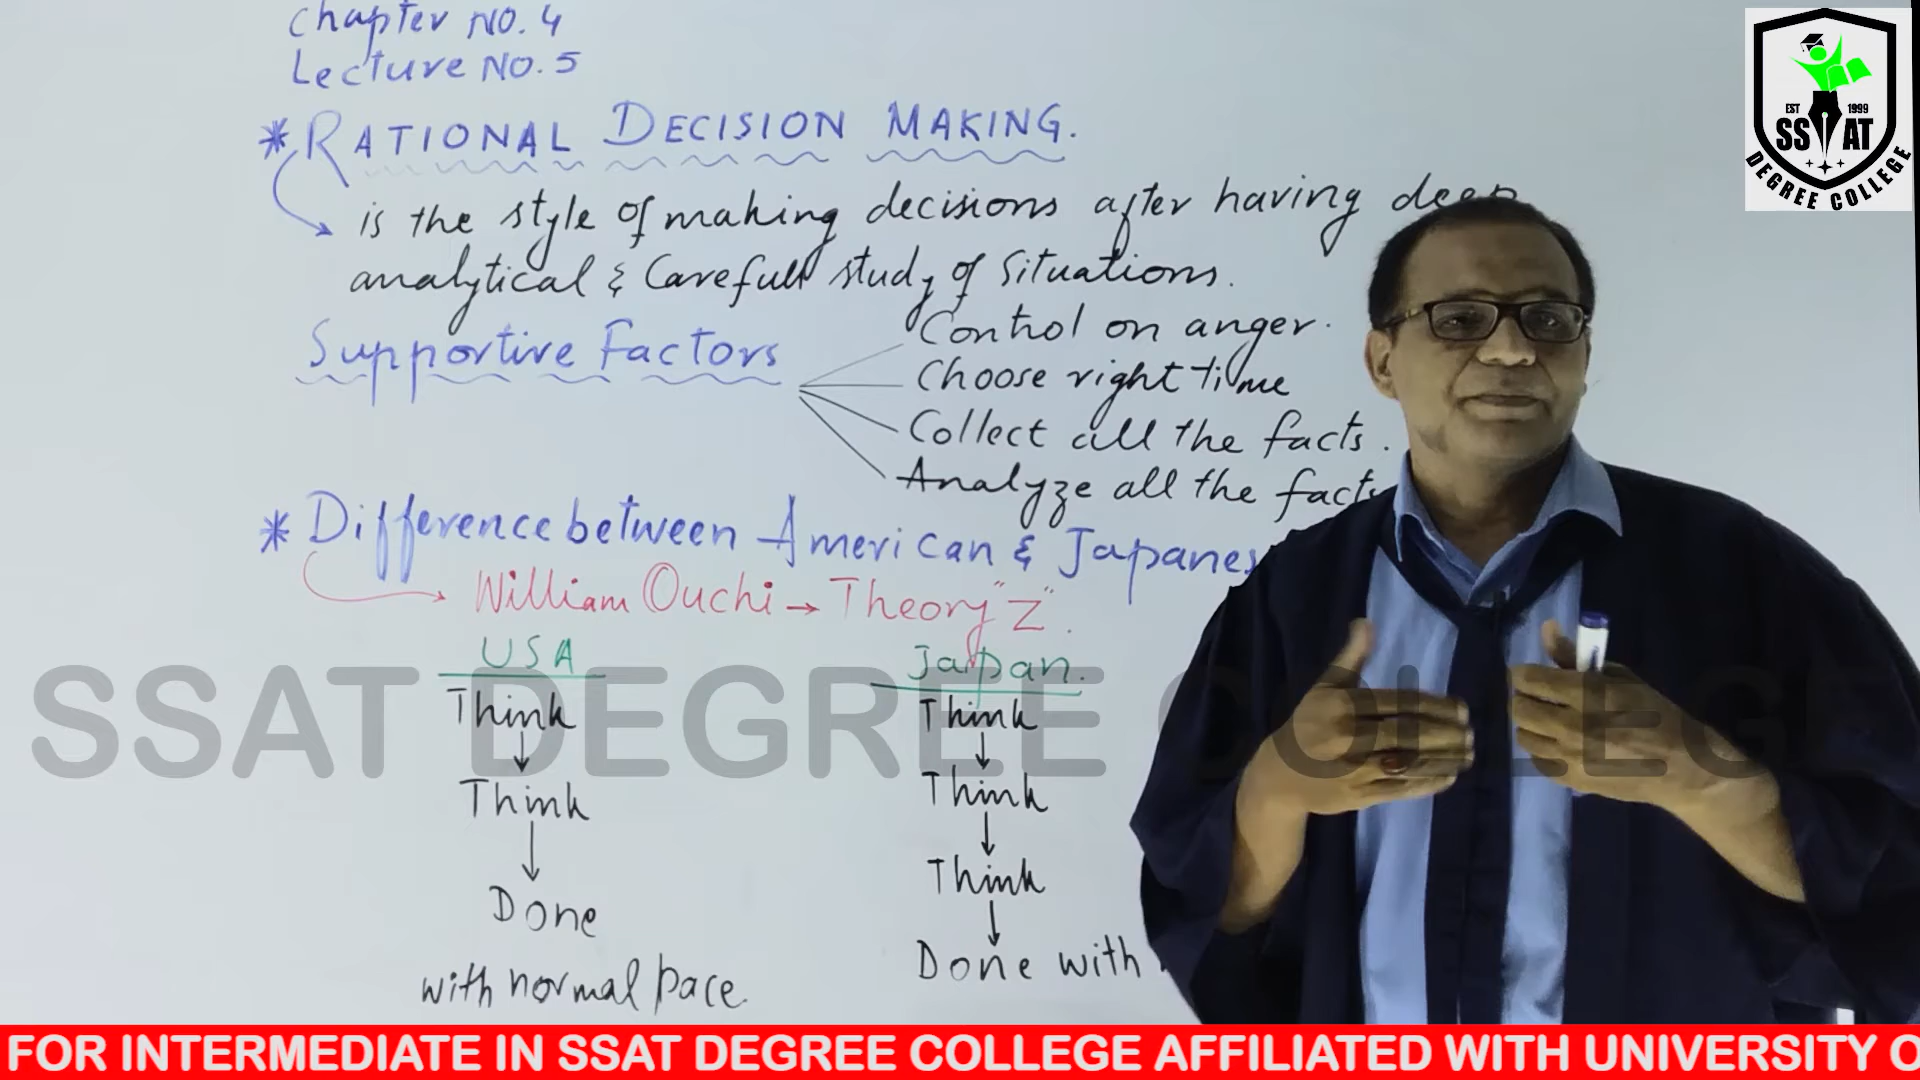 Chapter NO. 4
Lecture NO. 5
* RATIONAL DECISION MAKING.
is the style of making decisions after having deep
analytical & Carefull study of Situations.
Supportive Factors
Control on anger.
Choose right time
Collect all the facts.
Analyze all the facts
* Difference between American & Japanes
William Ouchi → Theory "Z".
USA
Think
Think
Done
with normal pace.
Japan.
Think
Think
Think
Done with
SSAT DEGREE COLLEGE
EST 1999
SSAT
DEGREE COLLEGE
FOR INTERMEDIATE IN SSAT DEGREE COLLEGE AFFILIATED WITH UNIVERSITY O